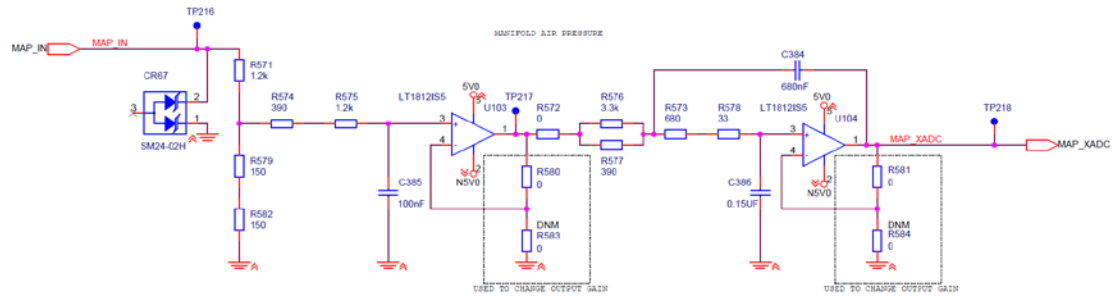 MANIFOLD AIR PRESSURE
TP216
MAP_IN
MAP_IN
CR67
3
2
1
SM24-02H
R571
1.2k
R574
390
R575
1.2k
R579
150
R582
150
C385
100nF
LT1812IS5
5V0
5
U103
3
4
1
2
N5V0
TP217
R572
0
R576
3.3k
R577
390
R580
0
DNM
R583
0
USED TO CHANGE OUTPUT GAIN
C384
680nF
R573
680
R578
33
C386
0.15UF
LT1812IS5
5V0
5
U104
3
4
1
2
N5V0
MAP_XADC
TP218
MAP_XADC
R581
0
DNM
R584
0
USED TO CHANGE OUTPUT GAIN